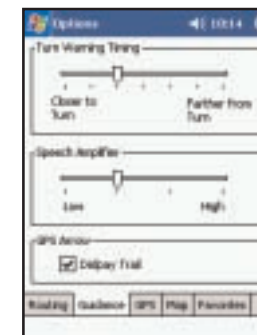 Options 10:14
Turn Warning Timing
Closer to Farther from
Turn Turn
Speech Amplifier
Low High
GPS Arrow
Display Trail
Routing Guidance GPS Map Favorites